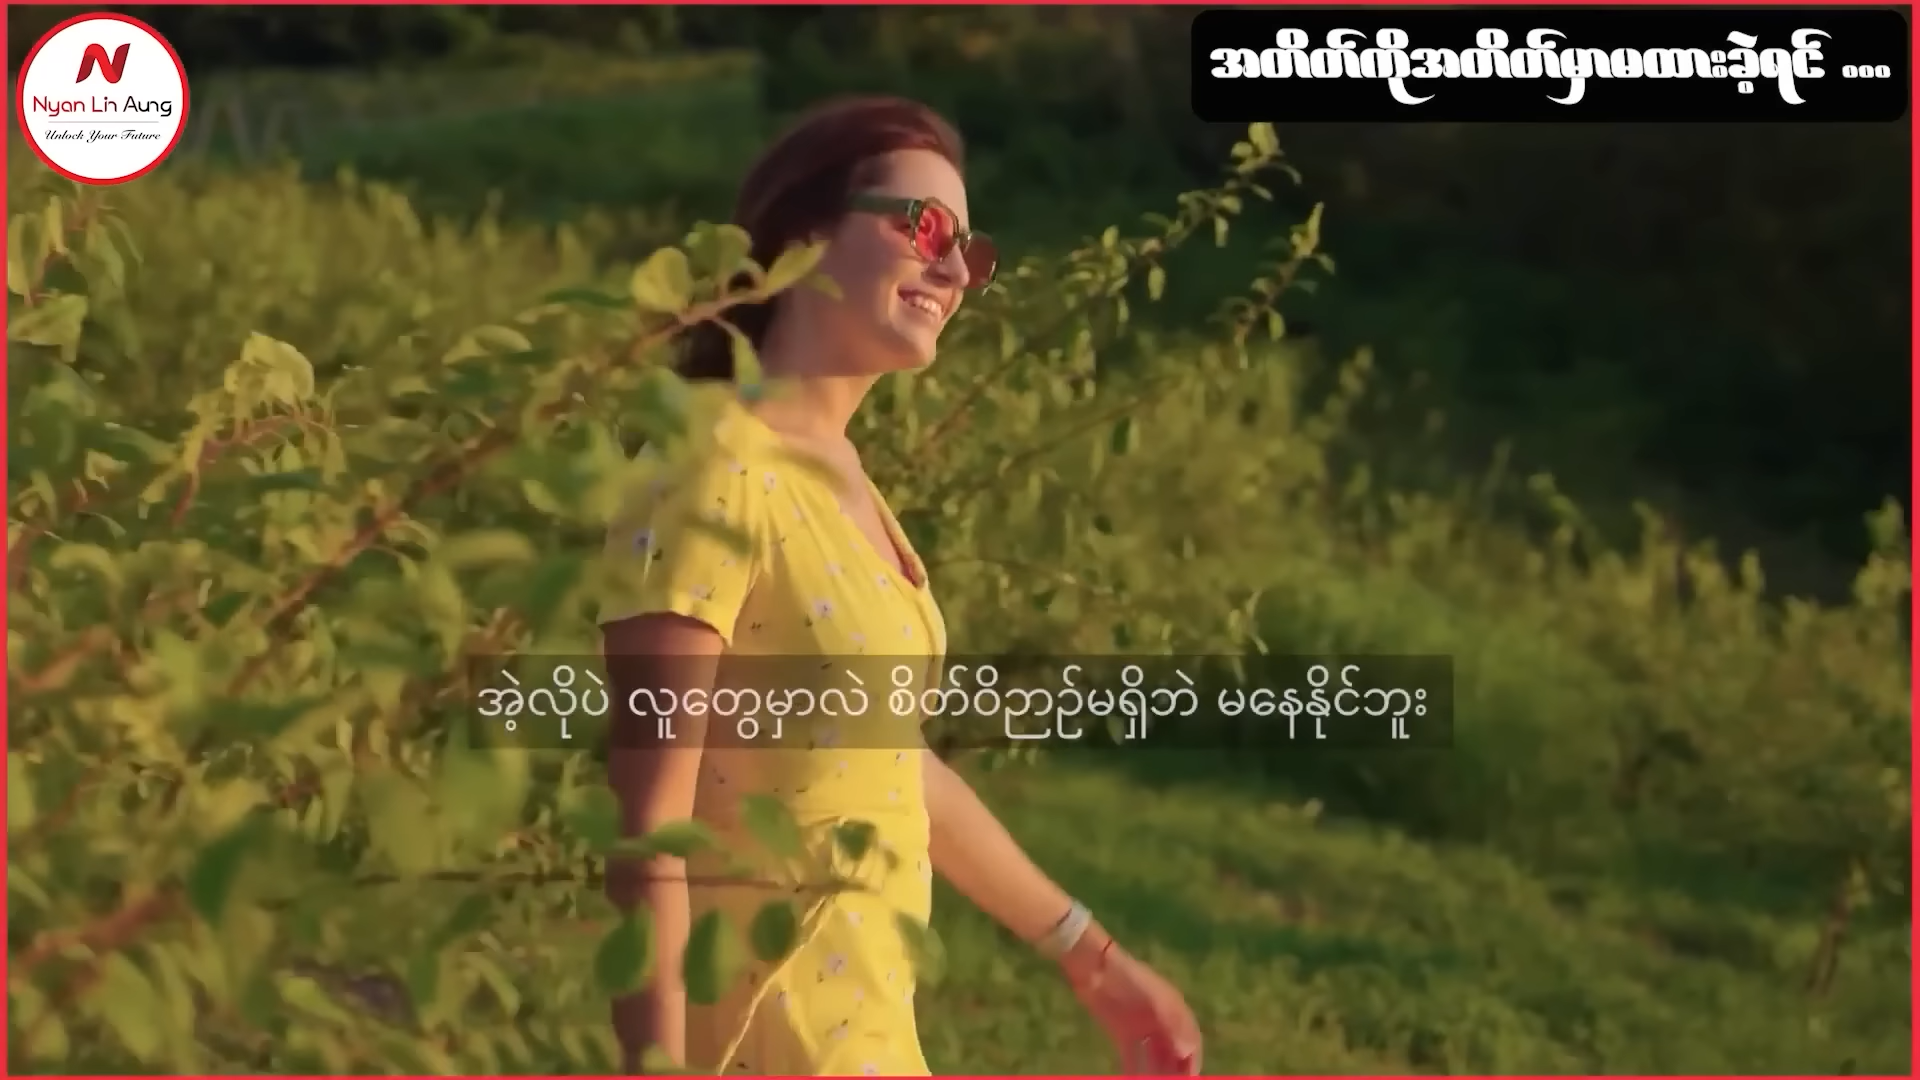 N
Nyan Lin Aung
Unlock Your Future
အတိတ်ကိုအတိတ်မှာမထားခဲ့ရင် ...
အဲ့လိုပဲ လူတွေမှာလဲ စိတ်ဝိဉာဉ်မရှိဘဲ မနေနိုင်ဘူး